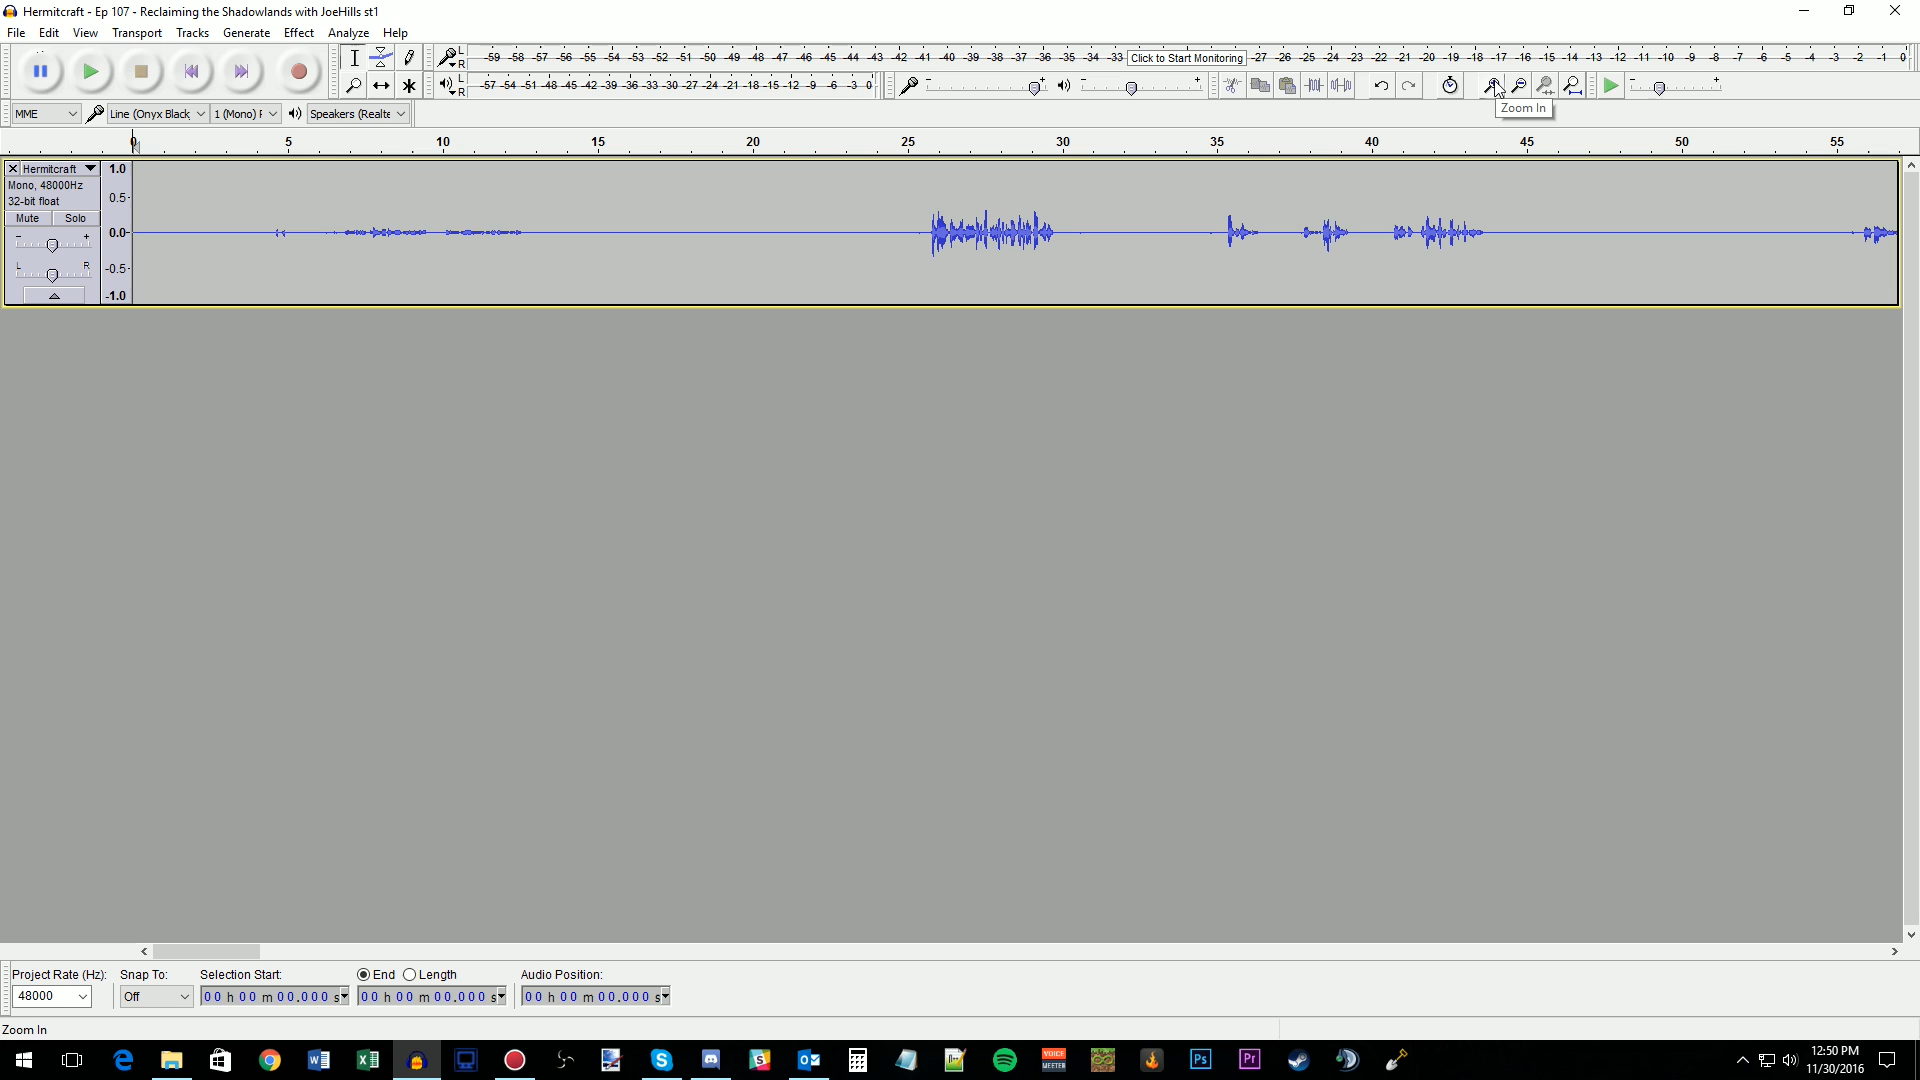 Hermitcraft - Ep 107 - Reclaiming the Shadowlands with JoeHills st1
File Edit View Transport Tracks Generate Effect Analyze Help
L -59 -58 -57 -56 -55 -54 -53 -52 -51 -50 -49 -48 -47 -46 -45 -44 -43 -42 -41 -40 -39 -38 -37 -36 -35 -34 -33 Click to Start Monitoring -27 -26 -25 -24 -23 -22 -21 -20 -19 -18 -17 -16 -15 -14 -13 -12 -11 -10 -9 -8 -7 -6 -5 -4 -3 -2 -1 0
R
L -57 -54 -51 -48 -45 -42 -39 -36 -33 -30 -27 -24 -21 -18 -15 -12 -9 -6 -3 0 - + - + - +
R
Zoom In
MME Line (Onyx Black 1 (Mono) Speakers (Realte
0 5 10 15 20 25 30 35 40 45 50 55
Hermitcraft 1.0
Mono, 48000Hz
32-bit float 0.5
Mute Solo
- + 0.0
L R -0.5
-1.0
Project Rate (Hz): Snap To: Selection Start: End Length Audio Position:
48000 Off 00 h 00 m 00.000 s 00 h 00 m 00.000 s 00 h 00 m 00.000 s
Zoom In
VOICE MEETER Ps Pr
12:50 PM
11/30/2016